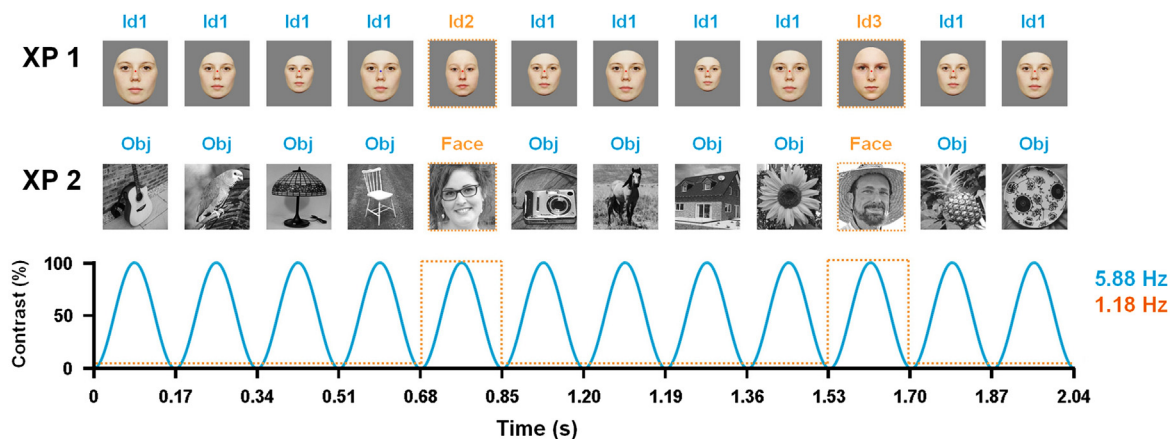 Id1 Id1 Id1 Id1 Id2 Id1 Id1 Id1 Id1 Id3 Id1 Id1
XP 1
Obj Obj Obj Obj Face Obj Obj Obj Obj Face Obj Obj
XP 2
Contrast (%)
100
50
0
5.88 Hz
1.18 Hz
0 0.17 0.34 0.51 0.68 0.85 1.20 1.19 1.36 1.53 1.70 1.87 2.04
Time (s)